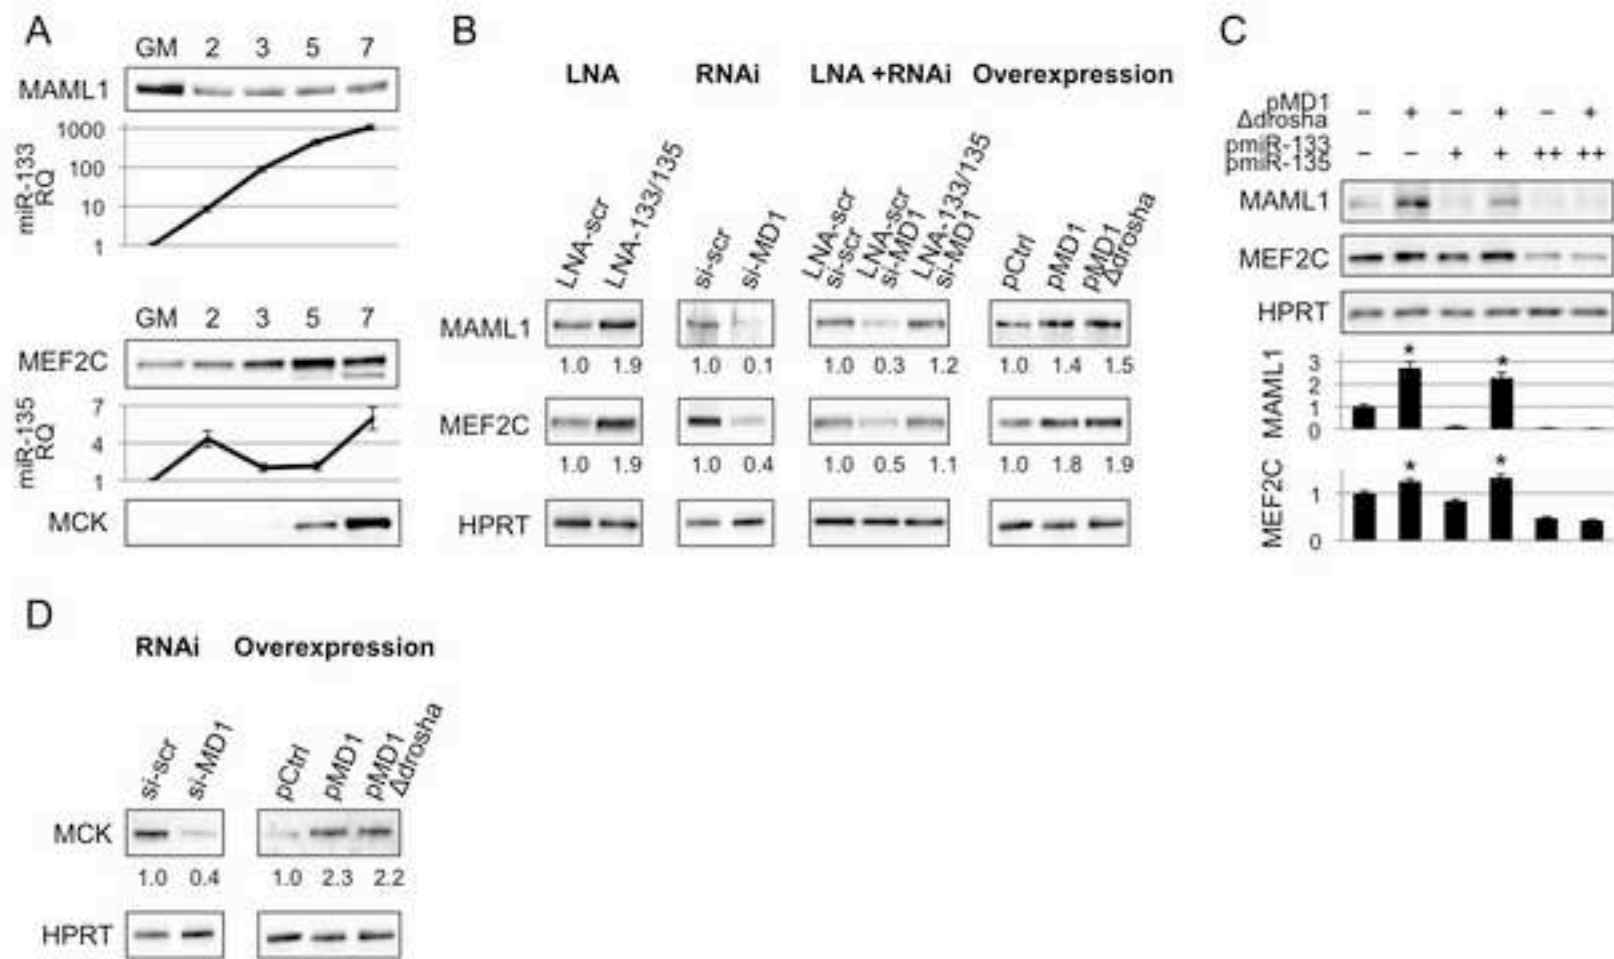 A
GM 2 3 5 7
MAML1
miR-133
RQ
1000
100
10
1
GM 2 3 5 7
MEF2C
miR-135
RQ
7
4
2
1
MCK
B
LNA RNAi LNA +RNAi Overexpression
LNA-scr
LNA-133/135
si-scr
si-MD1
LNA-scr
si-scr
LNA-scr
si-MD1
LNA-133/135
si-MD1
pCtrl
pMD1
pMD1
Δdrosha
MAML1
1.0 1.9 1.0 0.1 1.0 0.3 1.2 1.0 1.4 1.5
MEF2C
1.0 1.9 1.0 0.4 1.0 0.5 1.1 1.0 1.8 1.9
HPRT
C
pMD1
Δdrosha
– + – + – +
pmiR-133
pmiR-135
– – + + ++ ++
MAML1
MEF2C
HPRT
MAML1
3
2
1
0
* *
MEF2C
1
0
* *
D
RNAi Overexpression
si-scr
si-MD1
pCtrl
pMD1
pMD1
Δdrosha
MCK
1.0 0.4 1.0 2.3 2.2
HPRT